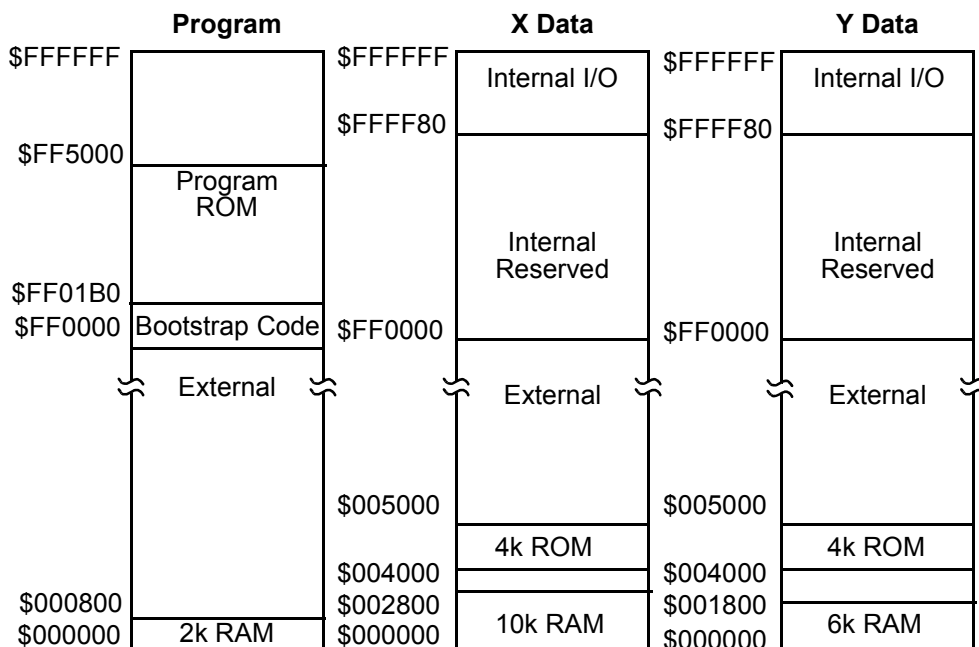 Program
$FFFFFF
$FF5000
Program
ROM
$FF01B0
$FF0000
Bootstrap Code
External
$000800
$000000
2k RAM
X Data
$FFFFFF
Internal I/O
$FFFF80
Internal
Reserved
$FF0000
External
$005000
4k ROM
$004000
$002800
$000000
10k RAM
Y Data
$FFFFFF
Internal I/O
$FFFF80
Internal
Reserved
$FF0000
External
$005000
4k ROM
$004000
$001800
$000000
6k RAM